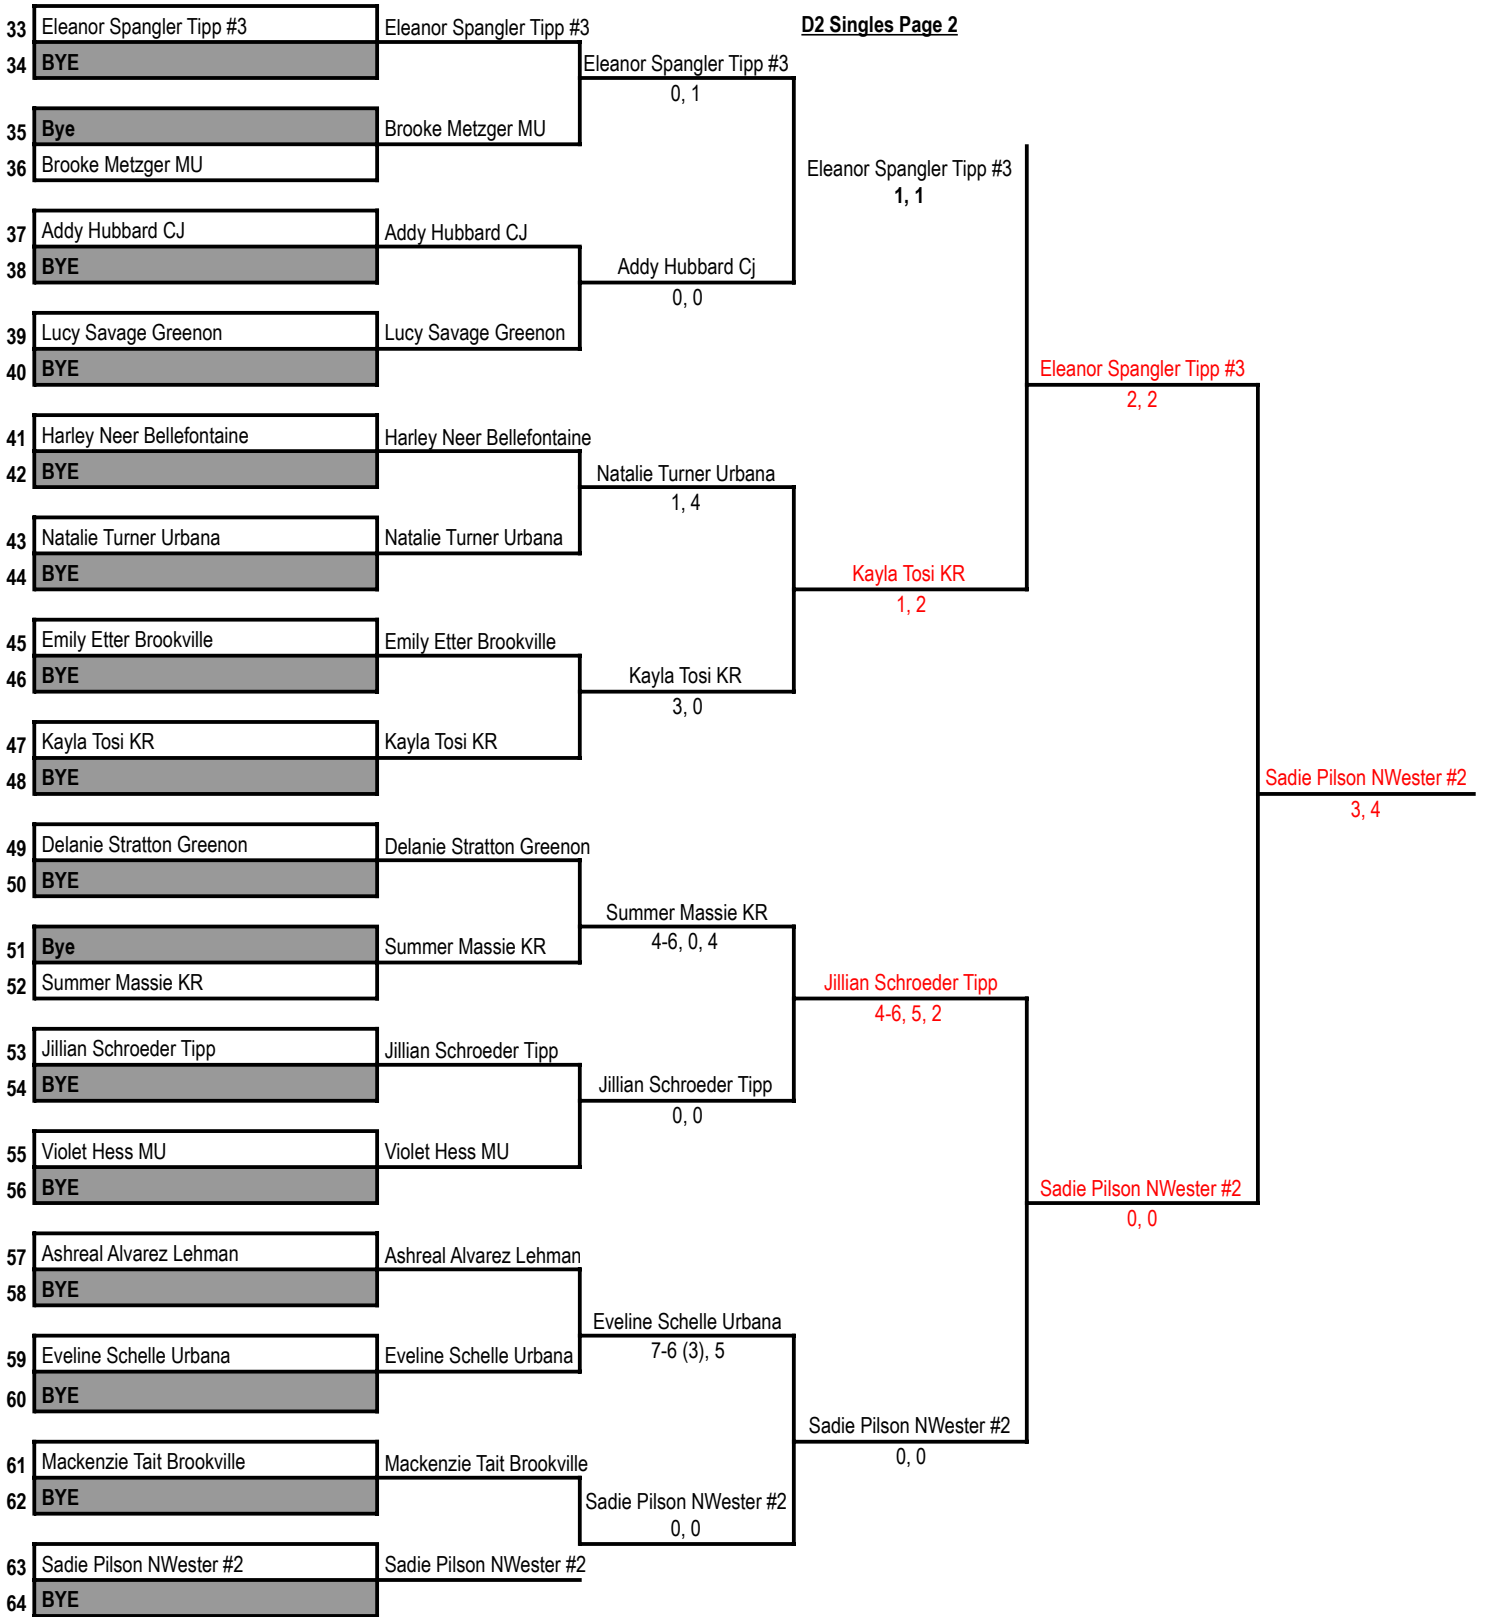 D2 Singles Page 2
33 Eleanor Spangler Tipp #3
34 BYE
35 Bye
36 Brooke Metzger MU
37 Addy Hubbard CJ
38 BYE
39 Lucy Savage Greenon
40 BYE
41 Harley Neer Bellefontaine
42 BYE
43 Natalie Turner Urbana
44 BYE
45 Emily Etter Brookville
46 BYE
47 Kayla Tosi KR
48 BYE
49 Delanie Stratton Greenon
50 BYE
51 Bye
52 Summer Massie KR
53 Jillian Schroeder Tipp
54 BYE
55 Violet Hess MU
56 BYE
57 Ashreal Alvarez Lehman
58 BYE
59 Eveline Schelle Urbana
60 BYE
61 Mackenzie Tait Brookville
62 BYE
63 Sadie Pilson NWester #2
64 BYE
Eleanor Spangler Tipp #3
Brooke Metzger MU
Addy Hubbard CJ
Lucy Savage Greenon
Harley Neer Bellefontaine
Natalie Turner Urbana
Emily Etter Brookville
Kayla Tosi KR
Delanie Stratton Greenon
Summer Massie KR
Jillian Schroeder Tipp
Violet Hess MU
Ashreal Alvarez Lehman
Eveline Schelle Urbana
Mackenzie Tait Brookville
Sadie Pilson NWester #2
Eleanor Spangler Tipp #3
0, 1
Addy Hubbard Cj
0, 0
Natalie Turner Urbana
1, 4
Kayla Tosi KR
3, 0
Summer Massie KR
4-6, 0, 4
Jillian Schroeder Tipp
0, 0
Eveline Schelle Urbana
7-6 (3), 5
Sadie Pilson NWester #2
0, 0
Eleanor Spangler Tipp #3
1, 1
Kayla Tosi KR
1, 2
Jillian Schroeder Tipp
4-6, 5, 2
Sadie Pilson NWester #2
0, 0
Eleanor Spangler Tipp #3
2, 2
Sadie Pilson NWester #2
0, 0
Sadie Pilson NWester #2
3, 4